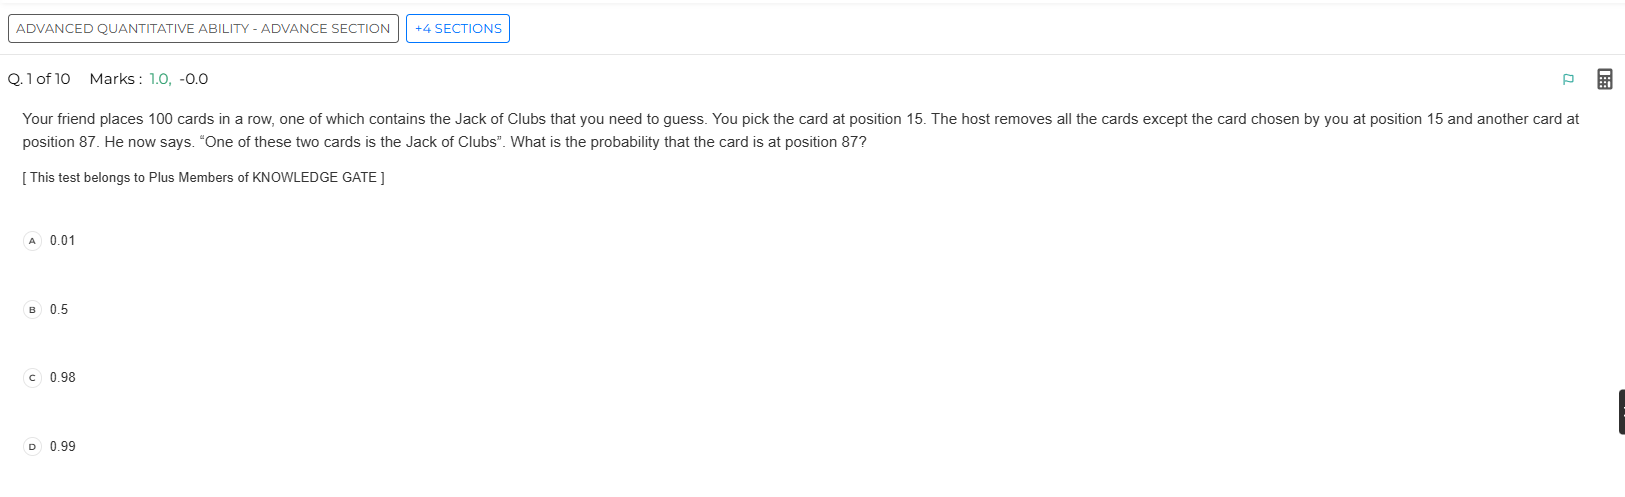 ADVANCED QUANTITATIVE ABILITY - ADVANCE SECTION +4 SECTIONS
Q. 1 of 10 Marks : 1.0, -0.0
Your friend places 100 cards in a row, one of which contains the Jack of Clubs that you need to guess. You pick the card at position 15. The host removes all the cards except the card chosen by you at position 15 and another card at
position 87. He now says. “One of these two cards is the Jack of Clubs”. What is the probability that the card is at position 87?
[ This test belongs to Plus Members of KNOWLEDGE GATE ]
A 0.01
B 0.5
C 0.98
D 0.99